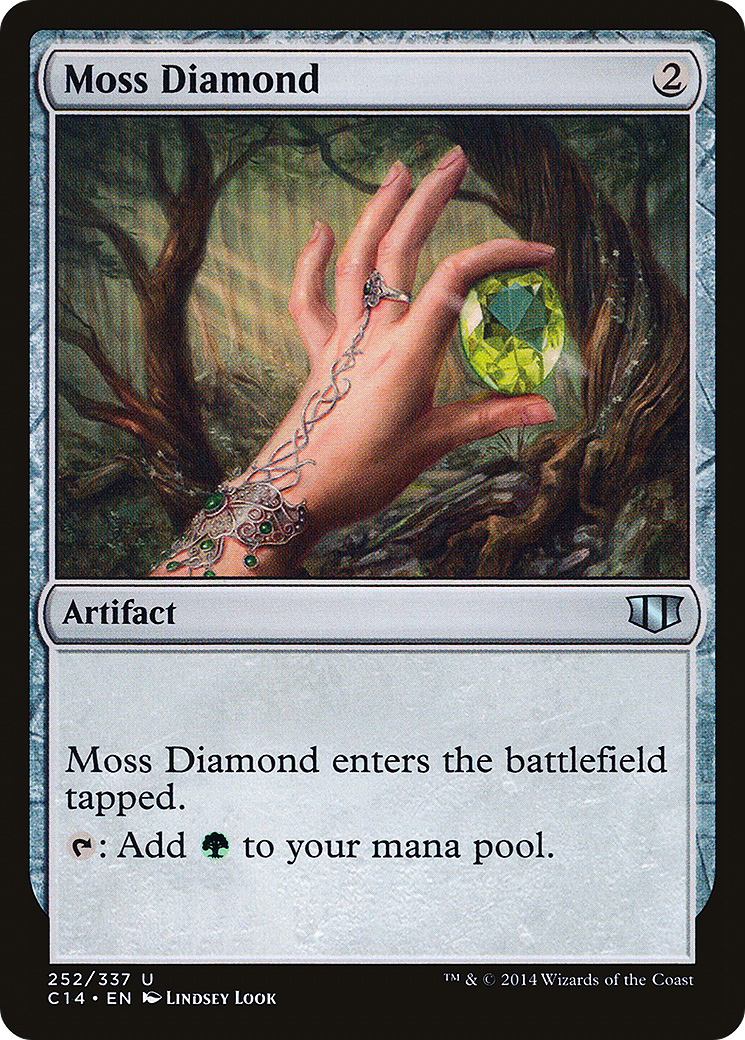 Moss Diamond 2
Artifact
Moss Diamond enters the battlefield
tapped.
: Add to your mana pool.
252/337 U ™ & © 2014 Wizards of the Coast
C14 • EN Lindsey Look